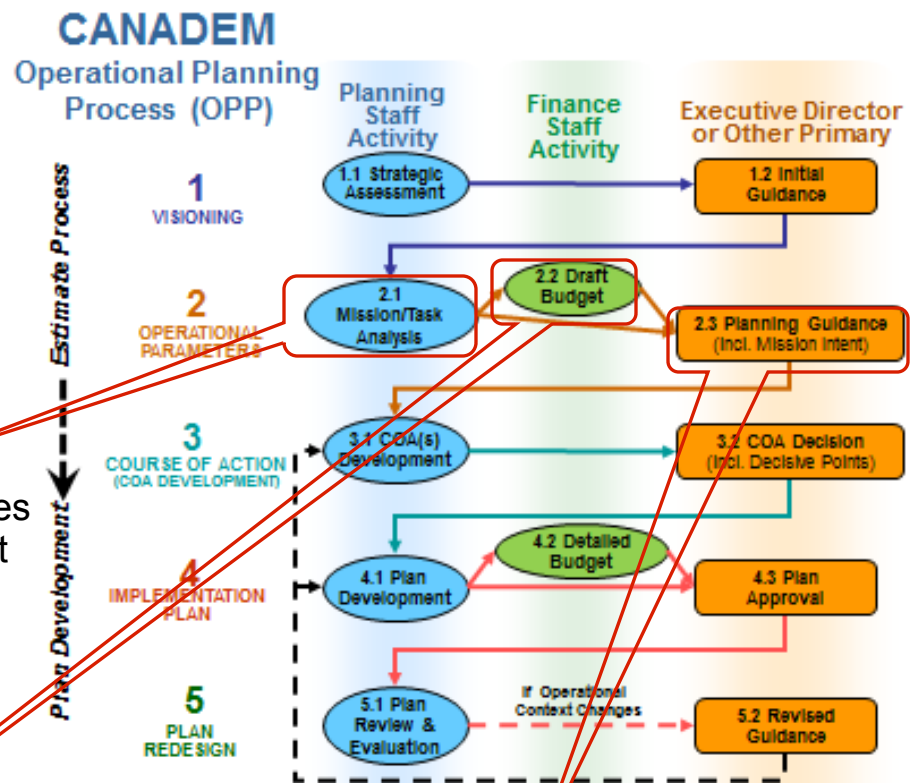 CANADEM
Operational Planning
Process (OPP)
Planning
Staff
Activity
Finance
Staff
Activity
Executive Director
or Other Primary
Estimate Process
Plan Development
1
VISIONING
1.1 Strategic
Assessment
1.2 Initial
Guidance
2
OPERATIONAL
PARAMETERS
2.1
Mission/Task
Analysis
2.2 Draft
Budget
2.3 Planning Guidance
(Incl. Mission Intent)
3
COURSE OF ACTION
(COA DEVELOPMENT)
3.1 COA(s)
Development
3.2 COA Decision
(Incl. Decisive Points)
es
t
4
IMPLEMENTATION
PLAN
4.1 Plan
Development
4.2 Detailed
Budget
4.3 Plan
Approval
5
PLAN
REDESIGN
5.1 Plan
Review &
Evaluation
If Operational
Context Changes
5.2 Revised
Guidance